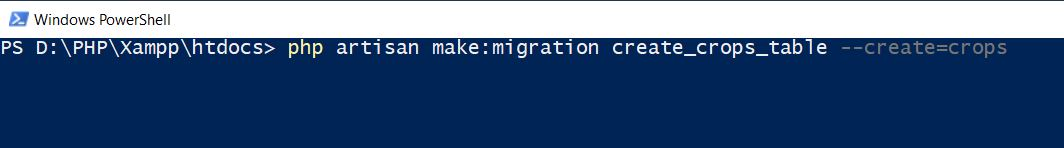 Windows PowerShell
PS D:\PHP\Xampp\htdocs> php artisan make:migration create_crops_table --create=crops